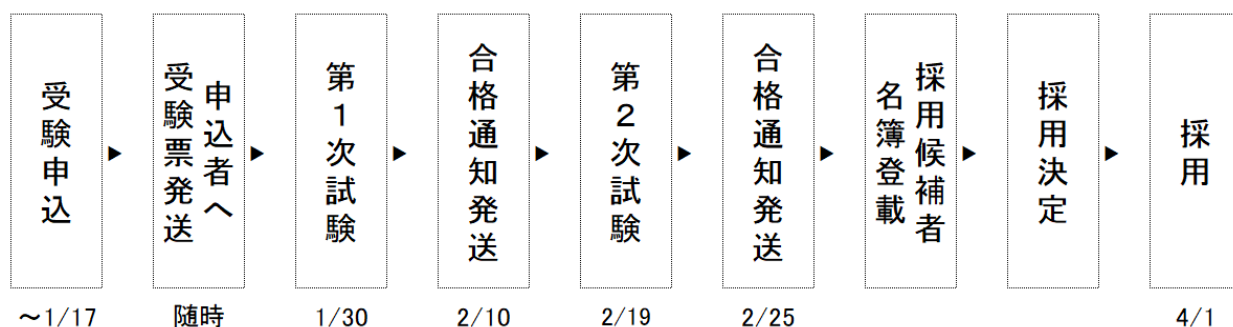 受験申込
▶
申込者へ
受験票発送
▶
第1次試験
▶
合格通知発送
▶
第2次試験
▶
合格通知発送
▶
採用候補者
名簿登載
▶
採用決定
▶
採用
～1/17
随時
1/30
2/10
2/19
2/25
4/1